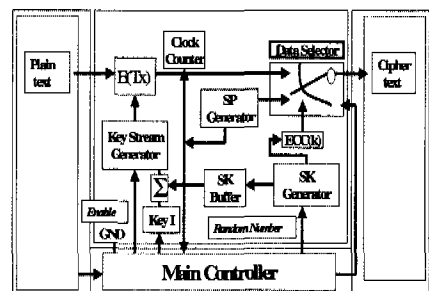 Plain
text
E(Tx)
Clock
Counter
Data Selector
Cipher
text
SP
Generator
Key Stream
Generator
ECC(k)
Σ
SK
Buffer
SK
Generator
Enable
GND
Key I
Random Number
Main Controller